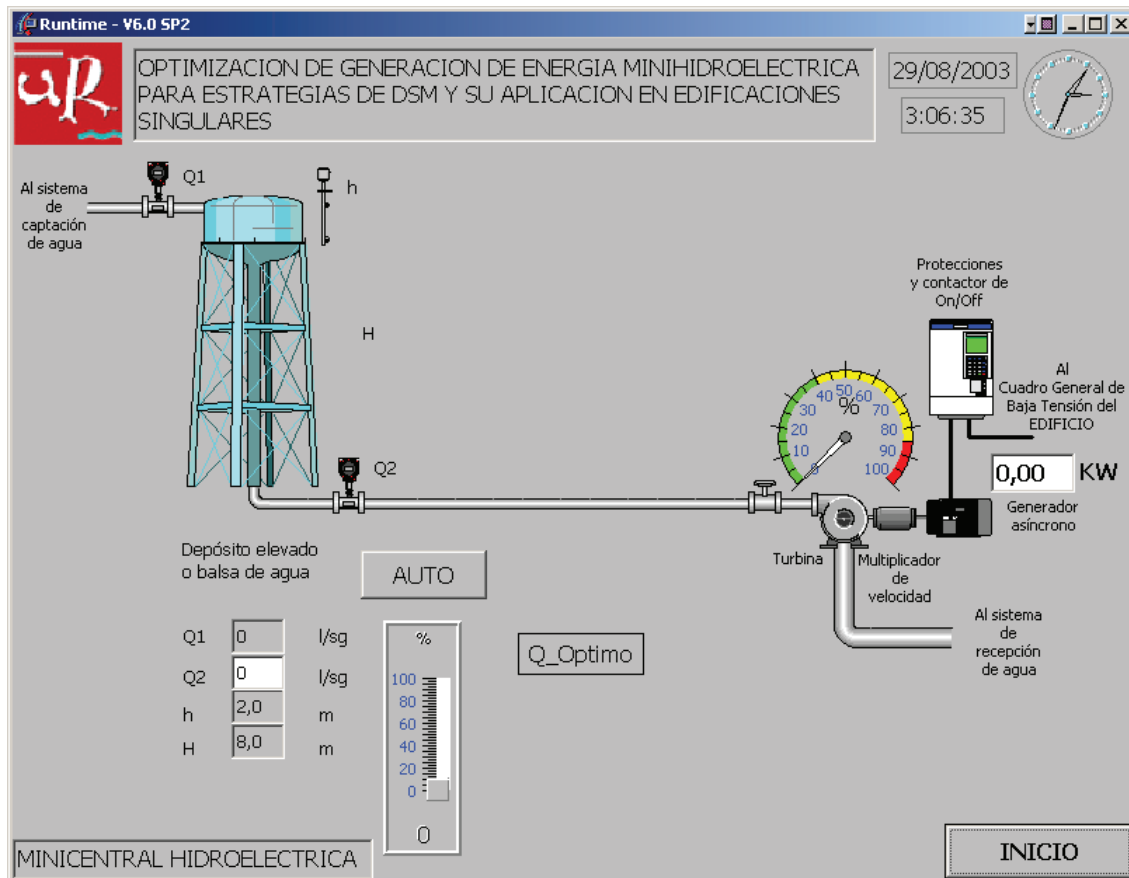 Runtime - V6.0 SP2
uR
OPTIMIZACION DE GENERACION DE ENERGIA MINIHIDROELECTRICA
PARA ESTRATEGIAS DE DSM Y SU APLICACION EN EDIFICACIONES
SINGULARES
29/08/2003
3:06:35
Q1
h
Al sistema
de
captación
de agua
H
Protecciones
y contactor de
On/Off
Al
Cuadro General de
Baja Tensión del
EDIFICIO
0 10 20 30 40 50 60 70 80 90 100
%
0,00 KW
Generador
asíncrono
Q2
Turbina
Multiplicador
de
velocidad
Depósito elevado
o balsa de agua
AUTO
Al sistema
de
recepción
de agua
Q1 0 l/sg
Q2 0 l/sg
h 2,0 m
H 8,0 m
%
100
80
60
40
20
0
0
Q_Optimo
MINICENTRAL HIDROELECTRICA
INICIO